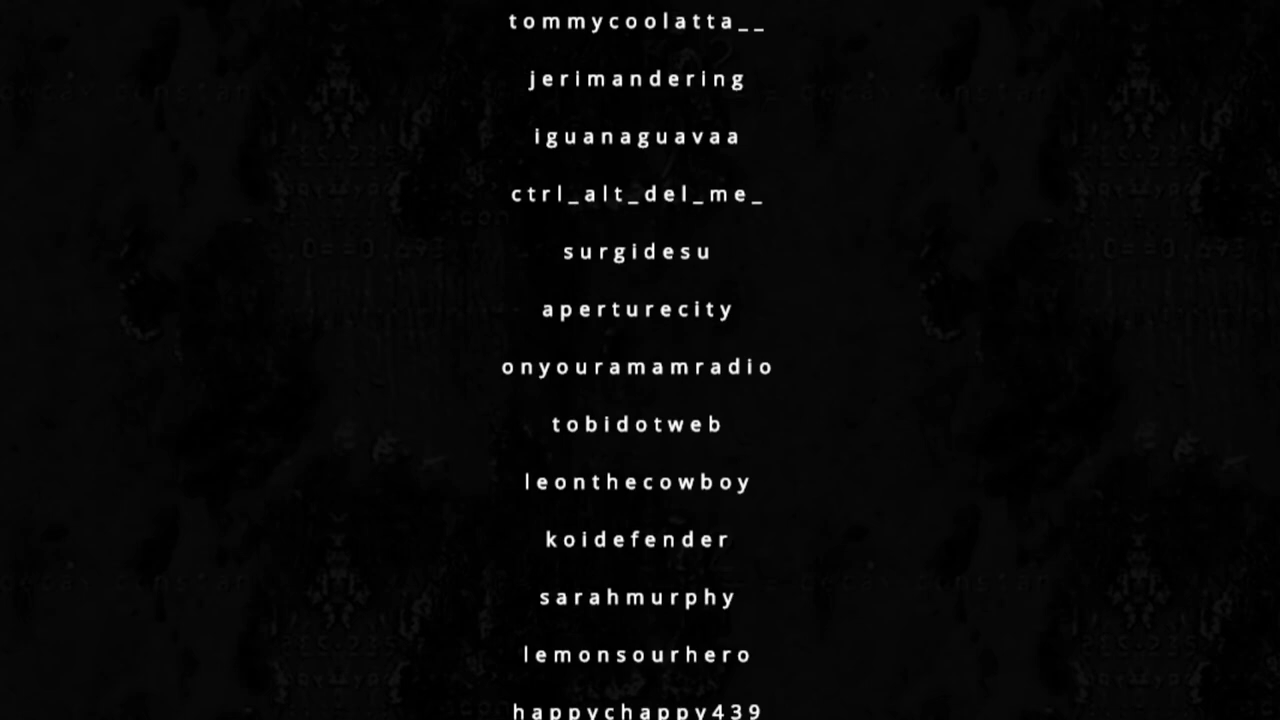 tommycoolatta__
jerimandering
iguanaguavaa
ctrl_alt_del_me_
surgidesu
aperturecity
onyouramamradio
tobidotweb
leonthecowboy
koidefender
sarahmurphy
lemonsourhero
happychappy439